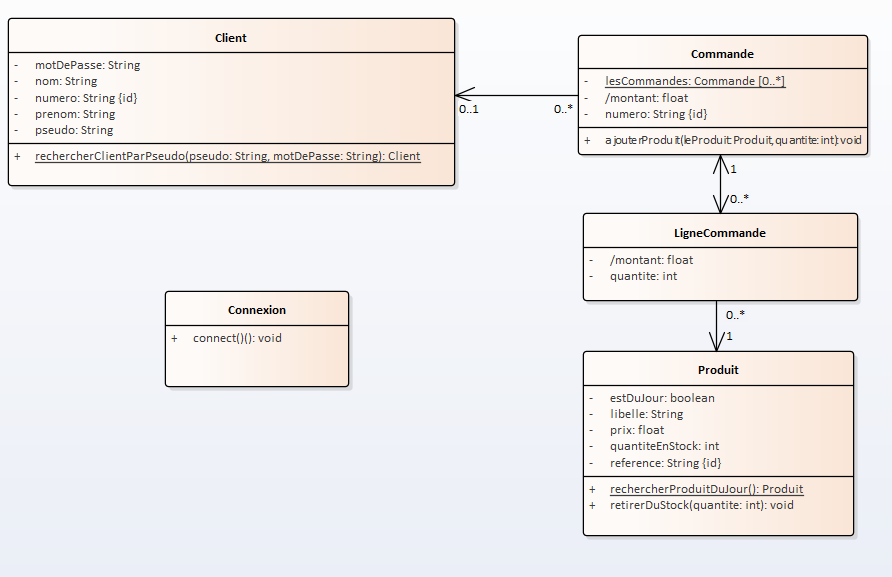 Client
- motDePasse: String
- nom: String
- numero: String {id}
- prenom: String
- pseudo: String
+ rechercherClientParPseudo(pseudo: String, motDePasse: String): Client
0..1
0..*
Commande
- lesCommandes: Commande [0..*]
- /montant: float
- numero: String {id}
+ ajouterProduit(leProduit: Produit, quantite: int): void
1
0..*
LigneCommande
- /montant: float
- quantite: int
0..*
1
Connexion
+ connect()(): void
Produit
- estDuJour: boolean
- libelle: String
- prix: float
- quantiteEnStock: int
- reference: String {id}
+ rechercherProduitDuJour(): Produit
+ retirerDuStock(quantite: int): void